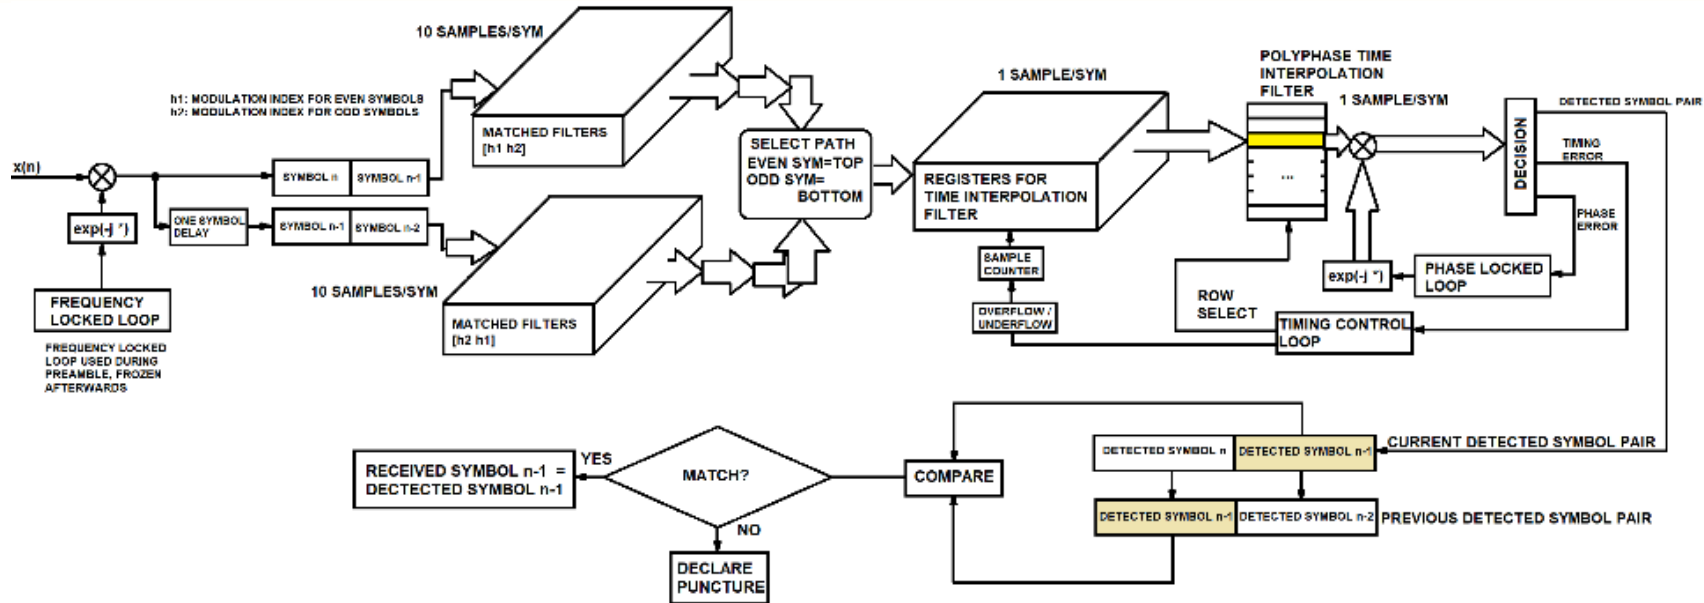 10 SAMPLES/SYM
h1: MODULATION INDEX FOR EVEN SYMBOLS
h2: MODULATION INDEX FOR ODD SYMBOLS
MATCHED FILTERS
[h1 h2]
x(n)
SYMBOL n
SYMBOL n-1
exp(-j *)
ONE SYMBOL
DELAY
SYMBOL n-1
SYMBOL n-2
FREQUENCY
LOCKED LOOP
FREQUENCY LOCKED
LOOP USED DURING
PREAMBLE, FROZEN
AFTERWARDS
10 SAMPLES/SYM
MATCHED FILTERS
[h2 h1]
SELECT PATH
EVEN SYM=TOP
ODD SYM=
BOTTOM
1 SAMPLE/SYM
REGISTERS FOR
TIME INTERPOLATION
FILTER
SAMPLE
COUNTER
OVERFLOW /
UNDERFLOW
POLYPHASE TIME
INTERPOLATION
FILTER
1 SAMPLE/SYM
...
ROW
SELECT
exp(-j *)
PHASE LOCKED
LOOP
TIMING CONTROL
LOOP
DECISION
DETECTED SYMBOL PAIR
TIMING
ERROR
PHASE
ERROR
RECEIVED SYMBOL n-1 =
DECTECTED SYMBOL n-1
YES
MATCH?
NO
DECLARE
PUNCTURE
COMPARE
DETECTED SYMBOL n
DETECTED SYMBOL n-1
CURRENT DETECTED SYMBOL PAIR
DETECTED SYMBOL n-1
DETECTED SYMBOL n-2
PREVIOUS DETECTED SYMBOL PAIR